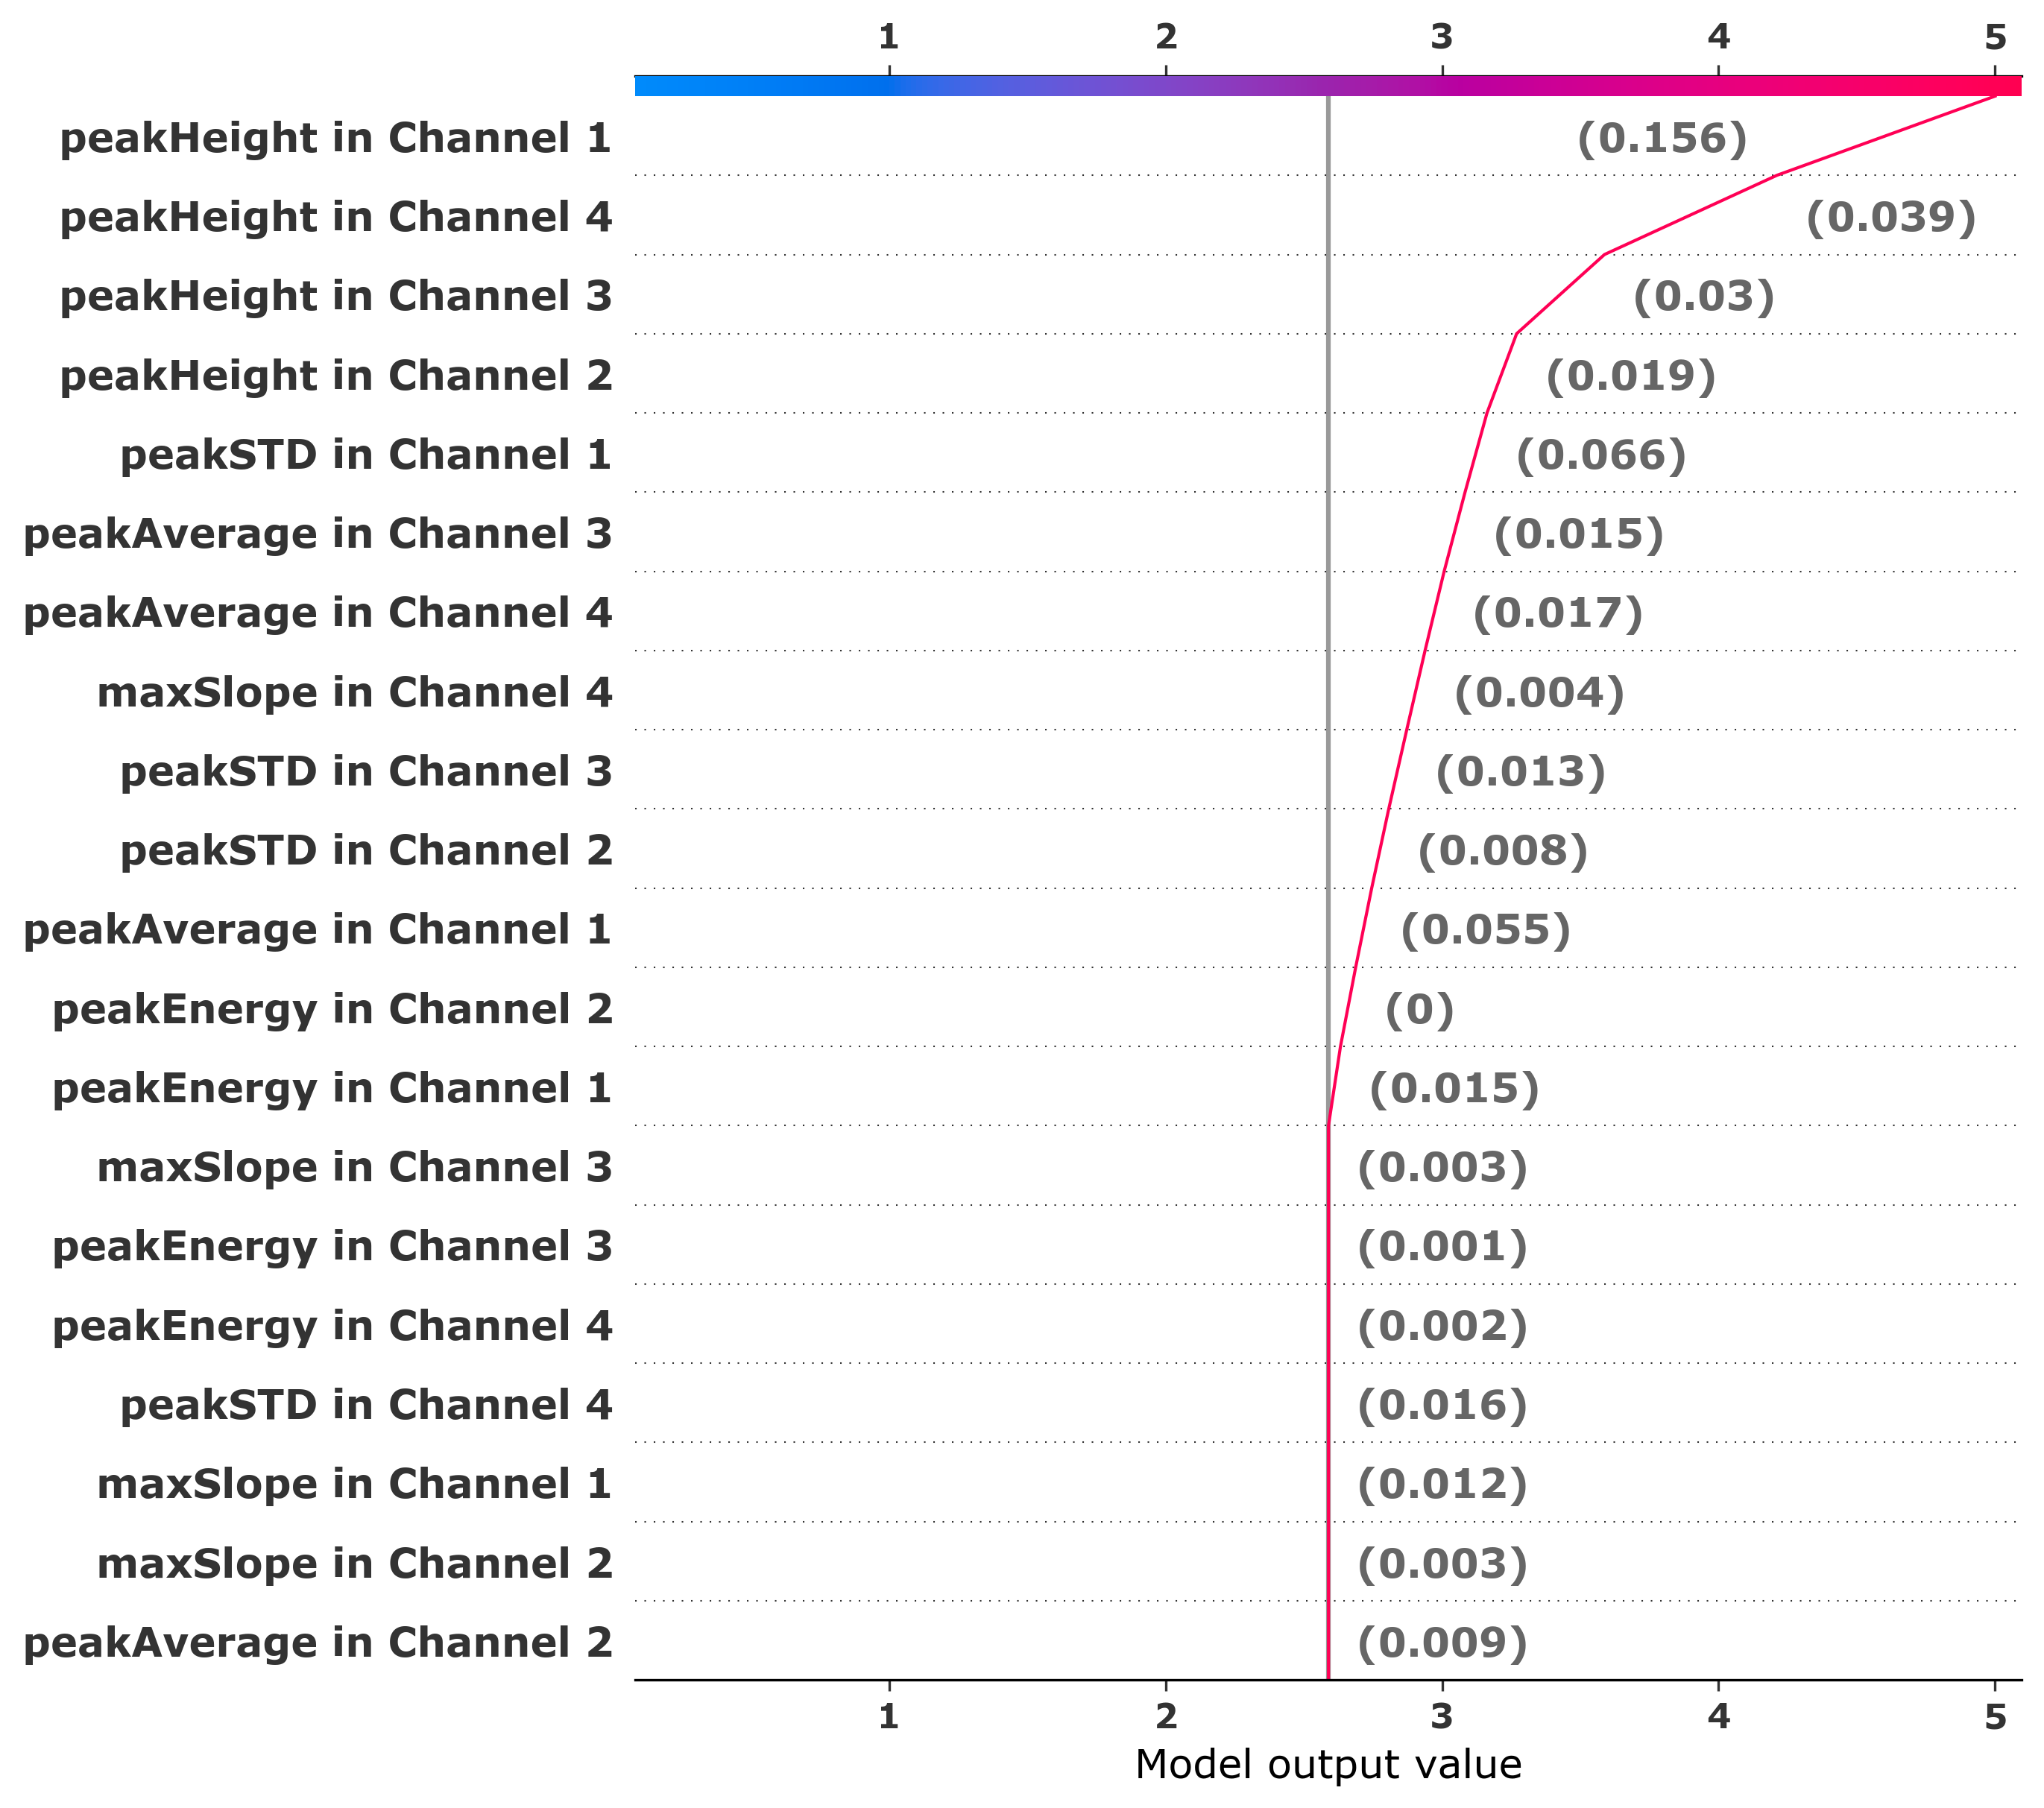 1 2 3 4 5
peakHeight in Channel 1 (0.156)
peakHeight in Channel 4 (0.039)
peakHeight in Channel 3 (0.03)
peakHeight in Channel 2 (0.019)
peakSTD in Channel 1 (0.066)
peakAverage in Channel 3 (0.015)
peakAverage in Channel 4 (0.017)
maxSlope in Channel 4 (0.004)
peakSTD in Channel 3 (0.013)
peakSTD in Channel 2 (0.008)
peakAverage in Channel 1 (0.055)
peakEnergy in Channel 2 (0)
peakEnergy in Channel 1 (0.015)
maxSlope in Channel 3 (0.003)
peakEnergy in Channel 3 (0.001)
peakEnergy in Channel 4 (0.002)
peakSTD in Channel 4 (0.016)
maxSlope in Channel 1 (0.012)
maxSlope in Channel 2 (0.003)
peakAverage in Channel 2 (0.009)
1 2 3 4 5
Model output value